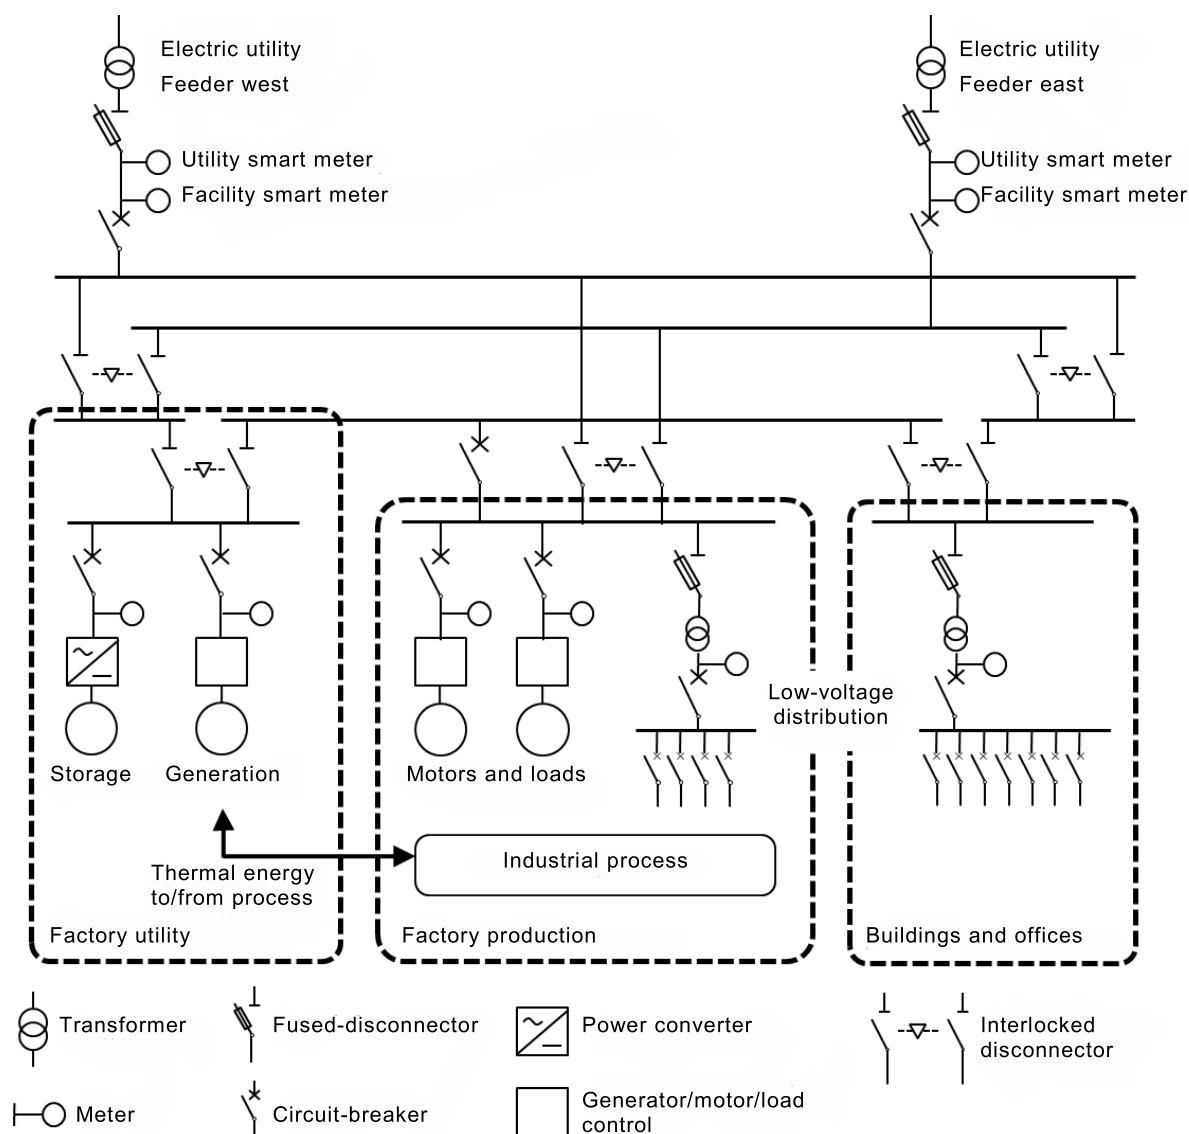 Electric utility
Feeder west
Utility smart meter
Facility smart meter
Electric utility
Feeder east
Utility smart meter
Facility smart meter
Storage
Generation
Motors and loads
Low-voltage
distribution
Thermal energy
to/from process
Industrial process
Factory utility
Factory production
Buildings and offices
Transformer
Fused-disconnector
Power converter
Interlocked
disconnector
Meter
Circuit-breaker
Generator/motor/load
control